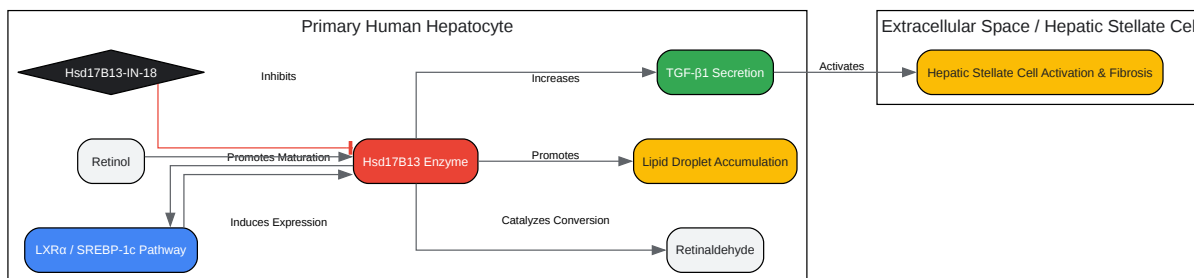 Primary Human Hepatocyte
Extracellular Space / Hepatic Stellate Cell
Hsd17B13-IN-18
Inhibits
Increases
TGF-β1 Secretion
Activates
Hepatic Stellate Cell Activation & Fibrosis
Retinol
Promotes Maturation
Hsd17B13 Enzyme
Promotes
Lipid Droplet Accumulation
Induces Expression
Catalyzes Conversion
LXRα / SREBP-1c Pathway
Retinaldehyde